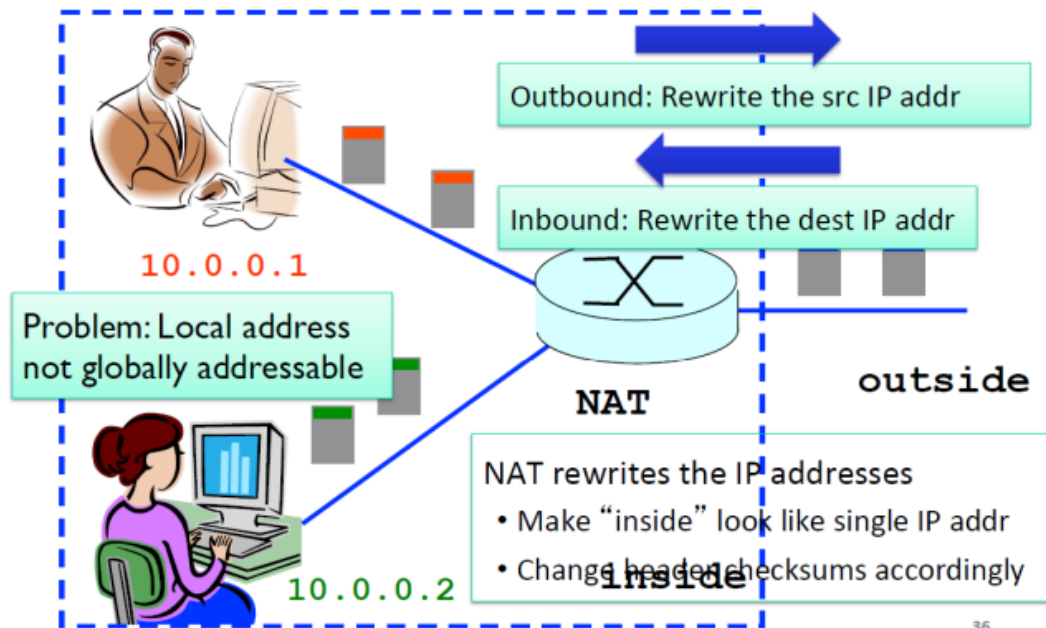 Outbound: Rewrite the src IP addr
Inbound: Rewrite the dest IP addr
10.0.0.1
Problem: Local address
not globally addressable
NAT
outside
NAT rewrites the IP addresses
• Make “inside” look like single IP addr
• Change header checksums accordingly
inside
10.0.0.2
36